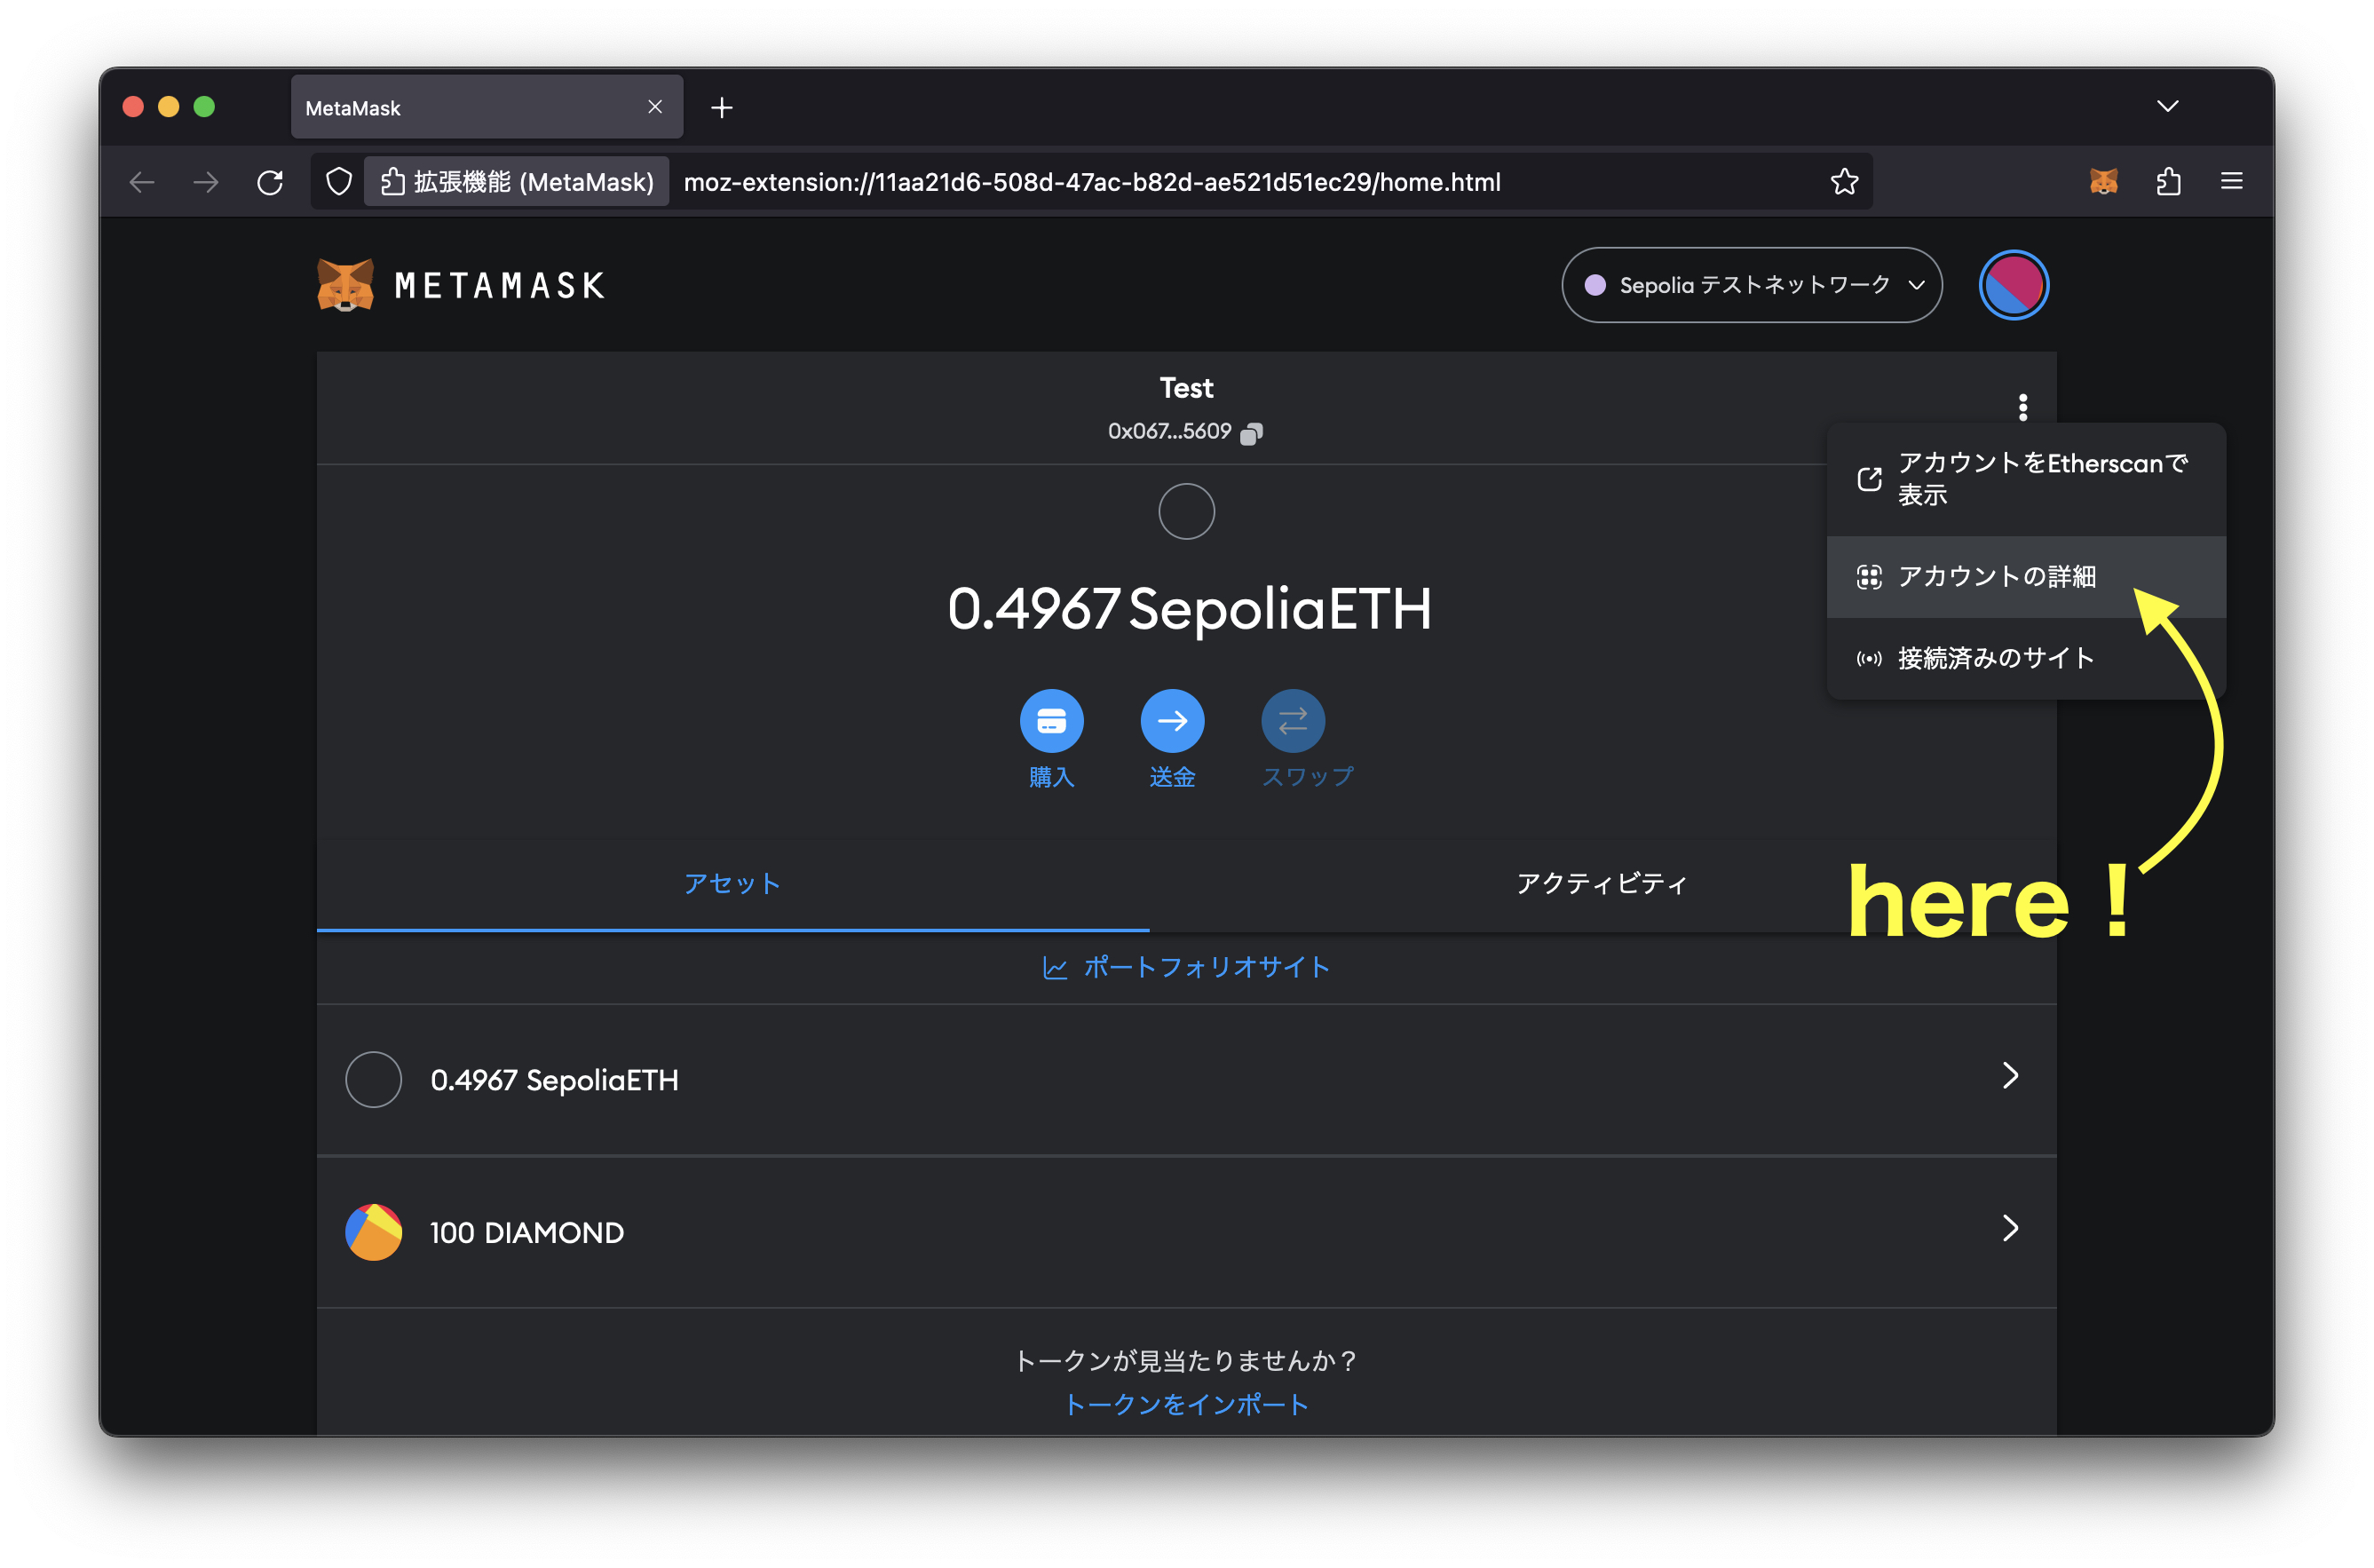 MetaMask
拡張機能 (MetaMask)
moz-extension://11aa21d6-508d-47ac-b82d-ae521d51ec29/home.html
METAMASK
Sepolia テストネットワーク
Test
0x067...5609
アカウントをEtherscanで
表示
アカウントの詳細
接続済みのサイト
0.4967 SepoliaETH
購入
送金
スワップ
here！
アセット
アクティビティ
ポートフォリオサイト
0.4967 SepoliaETH
100 DIAMOND
トークンが見当たりませんか？
トークンをインポート